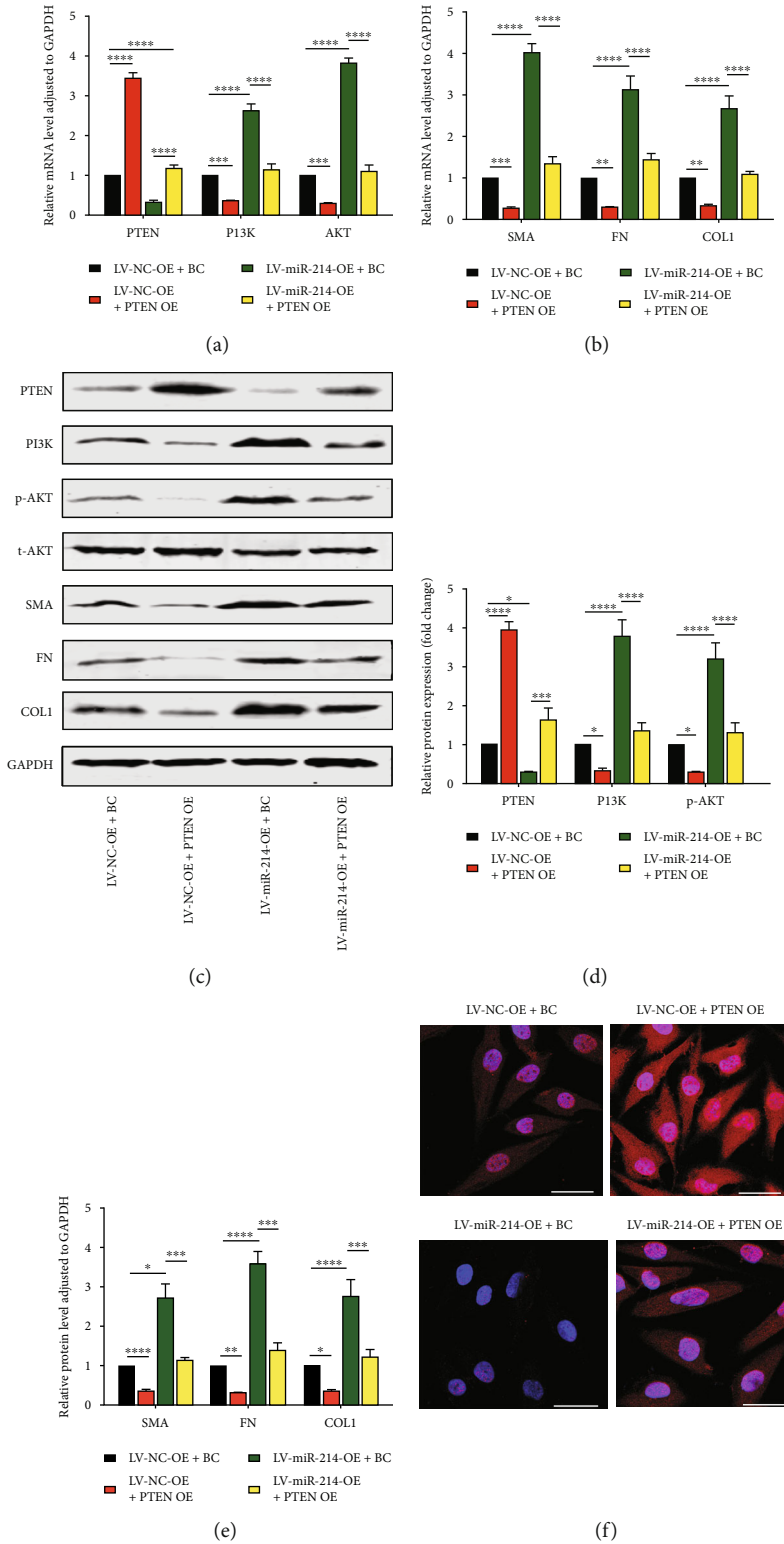 Relative mRNA level adjusted to GAPDH
5
4
3
2
1
0
****
****
****
****
****
***
****
****
***
PTEN
P13K
AKT
LV-NC-OE + BC
LV-miR-214-OE + BC
LV-NC-OE
+ PTEN OE
LV-miR-214-OE
+ PTEN OE
(a)
Relative mRNA level adjusted to GAPDH
5
4
3
2
1
0
****
****
***
****
****
**
****
****
**
SMA
FN
COL1
LV-NC-OE + BC
LV-miR-214-OE + BC
LV-NC-OE
+ PTEN OE
LV-miR-214-OE
+ PTEN OE
(b)
PTEN
PI3K
p-AKT
t-AKT
SMA
FN
COL1
GAPDH
LV-NC-OE + BC
LV-NC-OE + PTEN OE
LV-miR-214-OE + BC
LV-miR-214-OE + PTEN OE
(c)
Relative protein expression (fold change)
5
4
3
2
1
0
*
****
***
****
****
*
****
****
*
PTEN
P13K
p-AKT
LV-NC-OE + BC
LV-miR-214-OE + BC
LV-NC-OE
+ PTEN OE
LV-miR-214-OE
+ PTEN OE
(d)
Relative protein level adjusted to GAPDH
5
4
3
2
1
0
*
***
****
****
***
**
****
***
*
SMA
FN
COL1
LV-NC-OE + BC
LV-miR-214-OE + BC
LV-NC-OE
+ PTEN OE
LV-miR-214-OE
+ PTEN OE
(e)
LV-NC-OE + BC
LV-NC-OE + PTEN OE
LV-miR-214-OE + BC
LV-miR-214-OE + PTEN OE
(f)